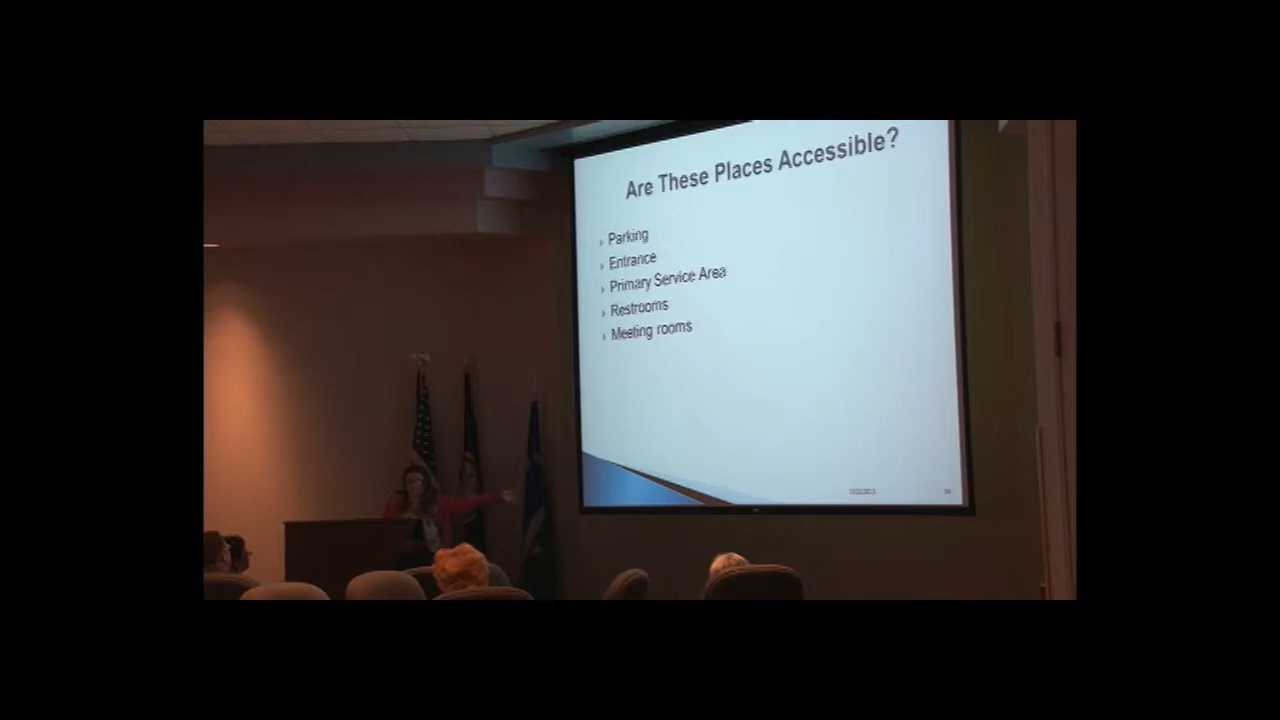 Are These Places Accessible?
Parking
Entrance
Primary Service Area
Restrooms
Meeting rooms